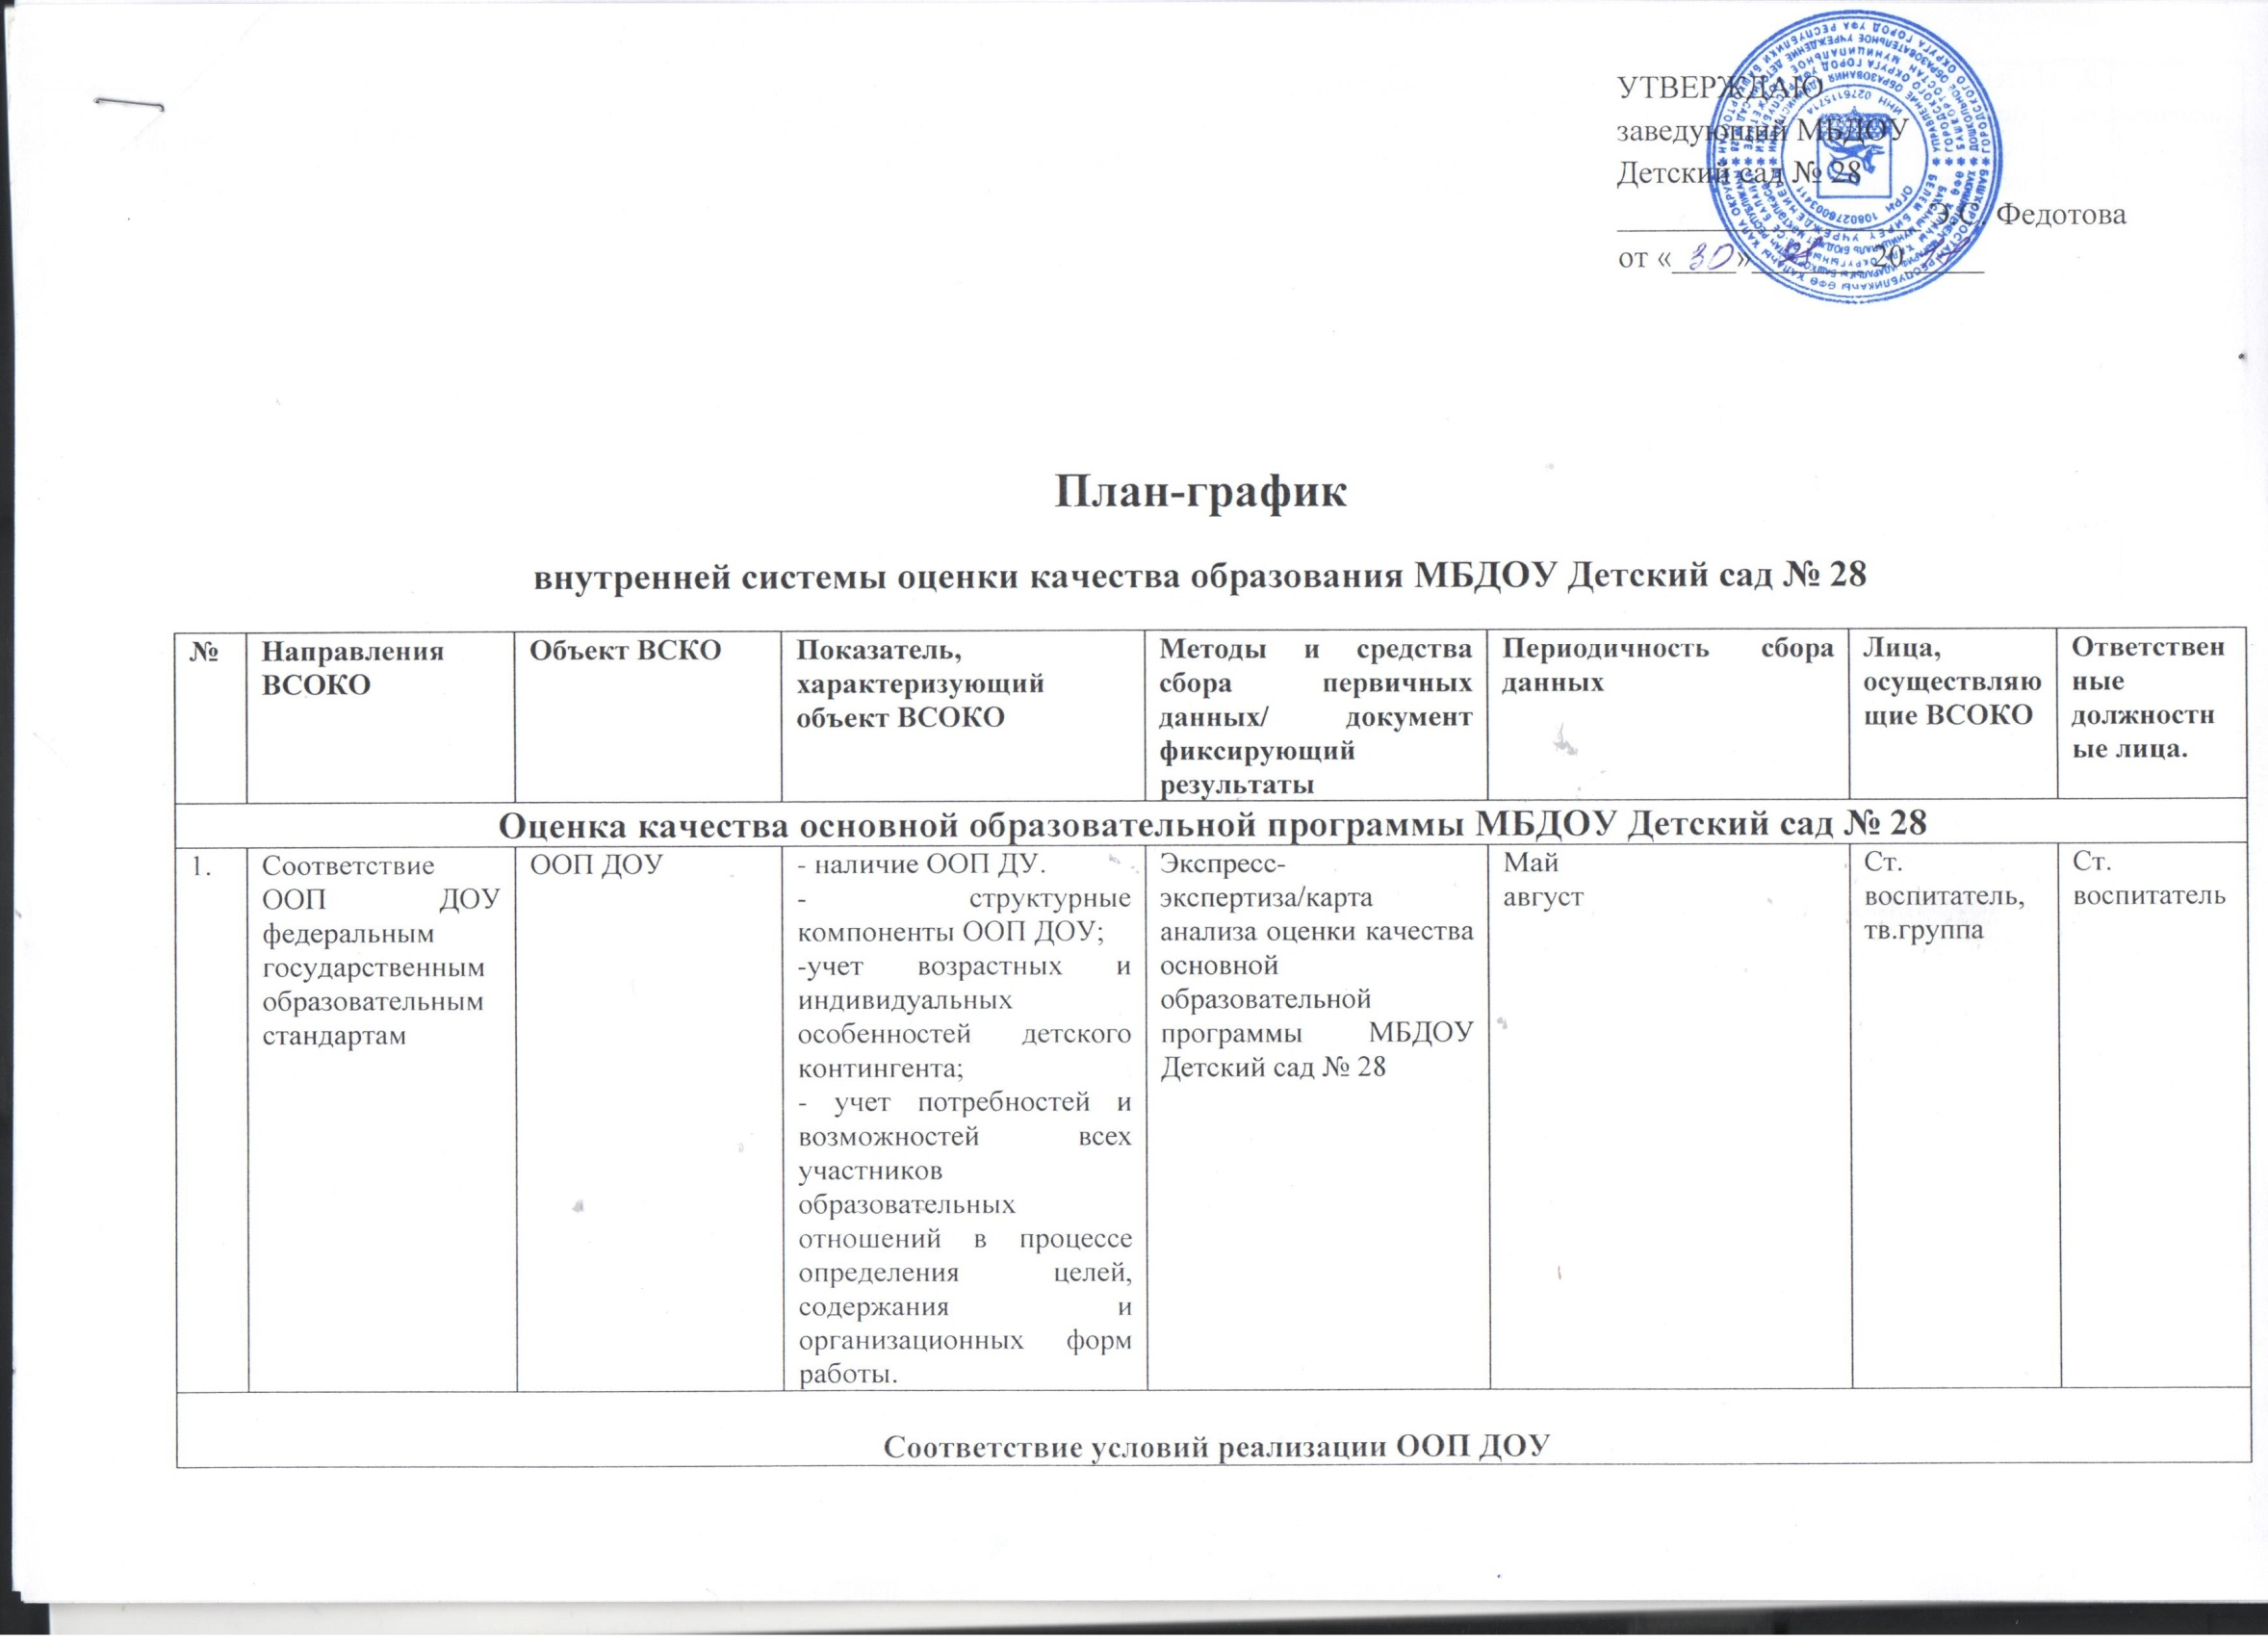 УТВЕРЖДАЮ
заведующий МБДОУ
Детский сад № 28
Э.С. Федотова
от «30» 20
План-график
внутренней системы оценки качества образования МБДОУ Детский сад № 28
№
Направления
ВСОКО
Объект ВСКО
Показатель,
характеризующий
объект ВСОКО
Методы и средства
сбора первичных
данных/ документ
фиксирующий
результаты
Периодичность сбора
данных
Лица,
осуществляю
щие ВСОКО
Ответствен
ные
должностн
ые лица.
Оценка качества основной образовательной программы МБДОУ Детский сад № 28
1.
Соответствие
ООП ДОУ
федеральным
государственным
образовательным
стандартам
ООП ДОУ
- наличие ООП ДУ.
- структурные
компоненты ООП ДОУ;
-учет возрастных и
индивидуальных
особенностей детского
контингента;
- учет потребностей и
возможностей всех
участников
образовательных
отношений в процессе
определения целей,
содержания и
организационных форм
работы.
Экспресс-
экспертиза/карта
анализа оценки качества
основной
образовательной
программы МБДОУ
Детский сад № 28
Май
август
Ст.
воспитатель,
тв.группа
Ст.
воспитатель
Соответствие условий реализации ООП ДОУ